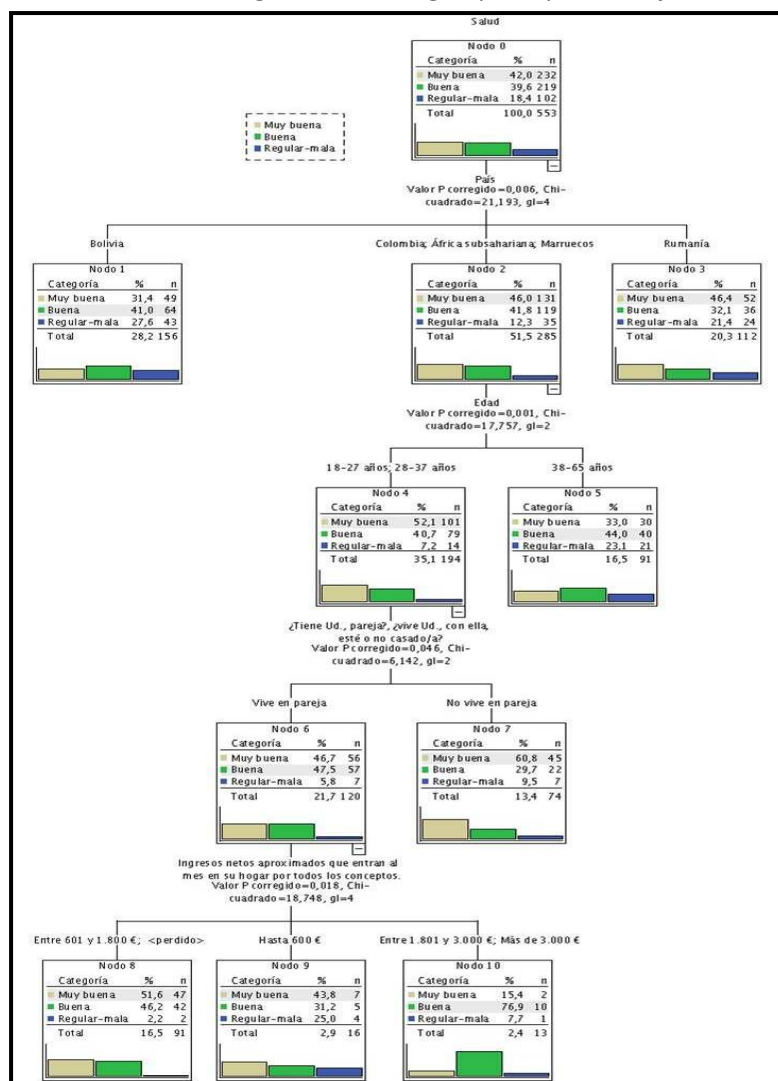 Salud
Nodo 0
Categoría % n
Muy buena 42,0 232
Buena 39,6 219
Regular-mala 18,4 102
Total 100,0 553
Muy buena
Buena
Regular-mala
País
Valor P corregido=0,006, Chi-
cuadrado=21,193, gl=4
Bolivia
Colombia; África subsahariana; Marruecos
Rumanía
Nodo 1
Categoría % n
Muy buena 31,4 49
Buena 41,0 64
Regular-mala 27,6 43
Total 28,2 156
Nodo 2
Categoría % n
Muy buena 46,0 131
Buena 41,8 119
Regular-mala 12,3 35
Total 51,5 285
Nodo 3
Categoría % n
Muy buena 46,4 52
Buena 32,1 36
Regular-mala 21,4 24
Total 20,3 112
Edad
Valor P corregido=0,001, Chi-
cuadrado=17,757, gl=2
18-27 años; 28-37 años
38-65 años
Nodo 4
Categoría % n
Muy buena 52,1 101
Buena 40,7 79
Regular-mala 7,2 14
Total 35,1 194
Nodo 5
Categoría % n
Muy buena 33,0 30
Buena 44,0 40
Regular-mala 23,1 21
Total 16,5 91
¿Tiene Ud., pareja?, ¿vive Ud., con ella,
esté o no casado/a?
Valor P corregido=0,046, Chi-
cuadrado=6,142, gl=2
Vive en pareja
No vive en pareja
Nodo 6
Categoría % n
Muy buena 46,7 56
Buena 47,5 57
Regular-mala 5,8 7
Total 21,7 120
Nodo 7
Categoría % n
Muy buena 60,8 45
Buena 29,7 22
Regular-mala 9,5 7
Total 13,4 74
Ingresos netos aproximados que entran al
mes en su hogar por todos los conceptos.
Valor P corregido=0,018, Chi-
cuadrado=18,748, gl=4
Entre 601 y 1.800 €; <perdido>
Hasta 600 €
Entre 1.801 y 3.000 €; Más de 3.000 €
Nodo 8
Categoría % n
Muy buena 51,6 47
Buena 46,2 42
Regular-mala 2,2 2
Total 16,5 91
Nodo 9
Categoría % n
Muy buena 43,8 7
Buena 31,2 5
Regular-mala 25,0 4
Total 2,9 16
Nodo 10
Categoría % n
Muy buena 15,4 2
Buena 76,9 10
Regular-mala 7,7 1
Total 2,4 13